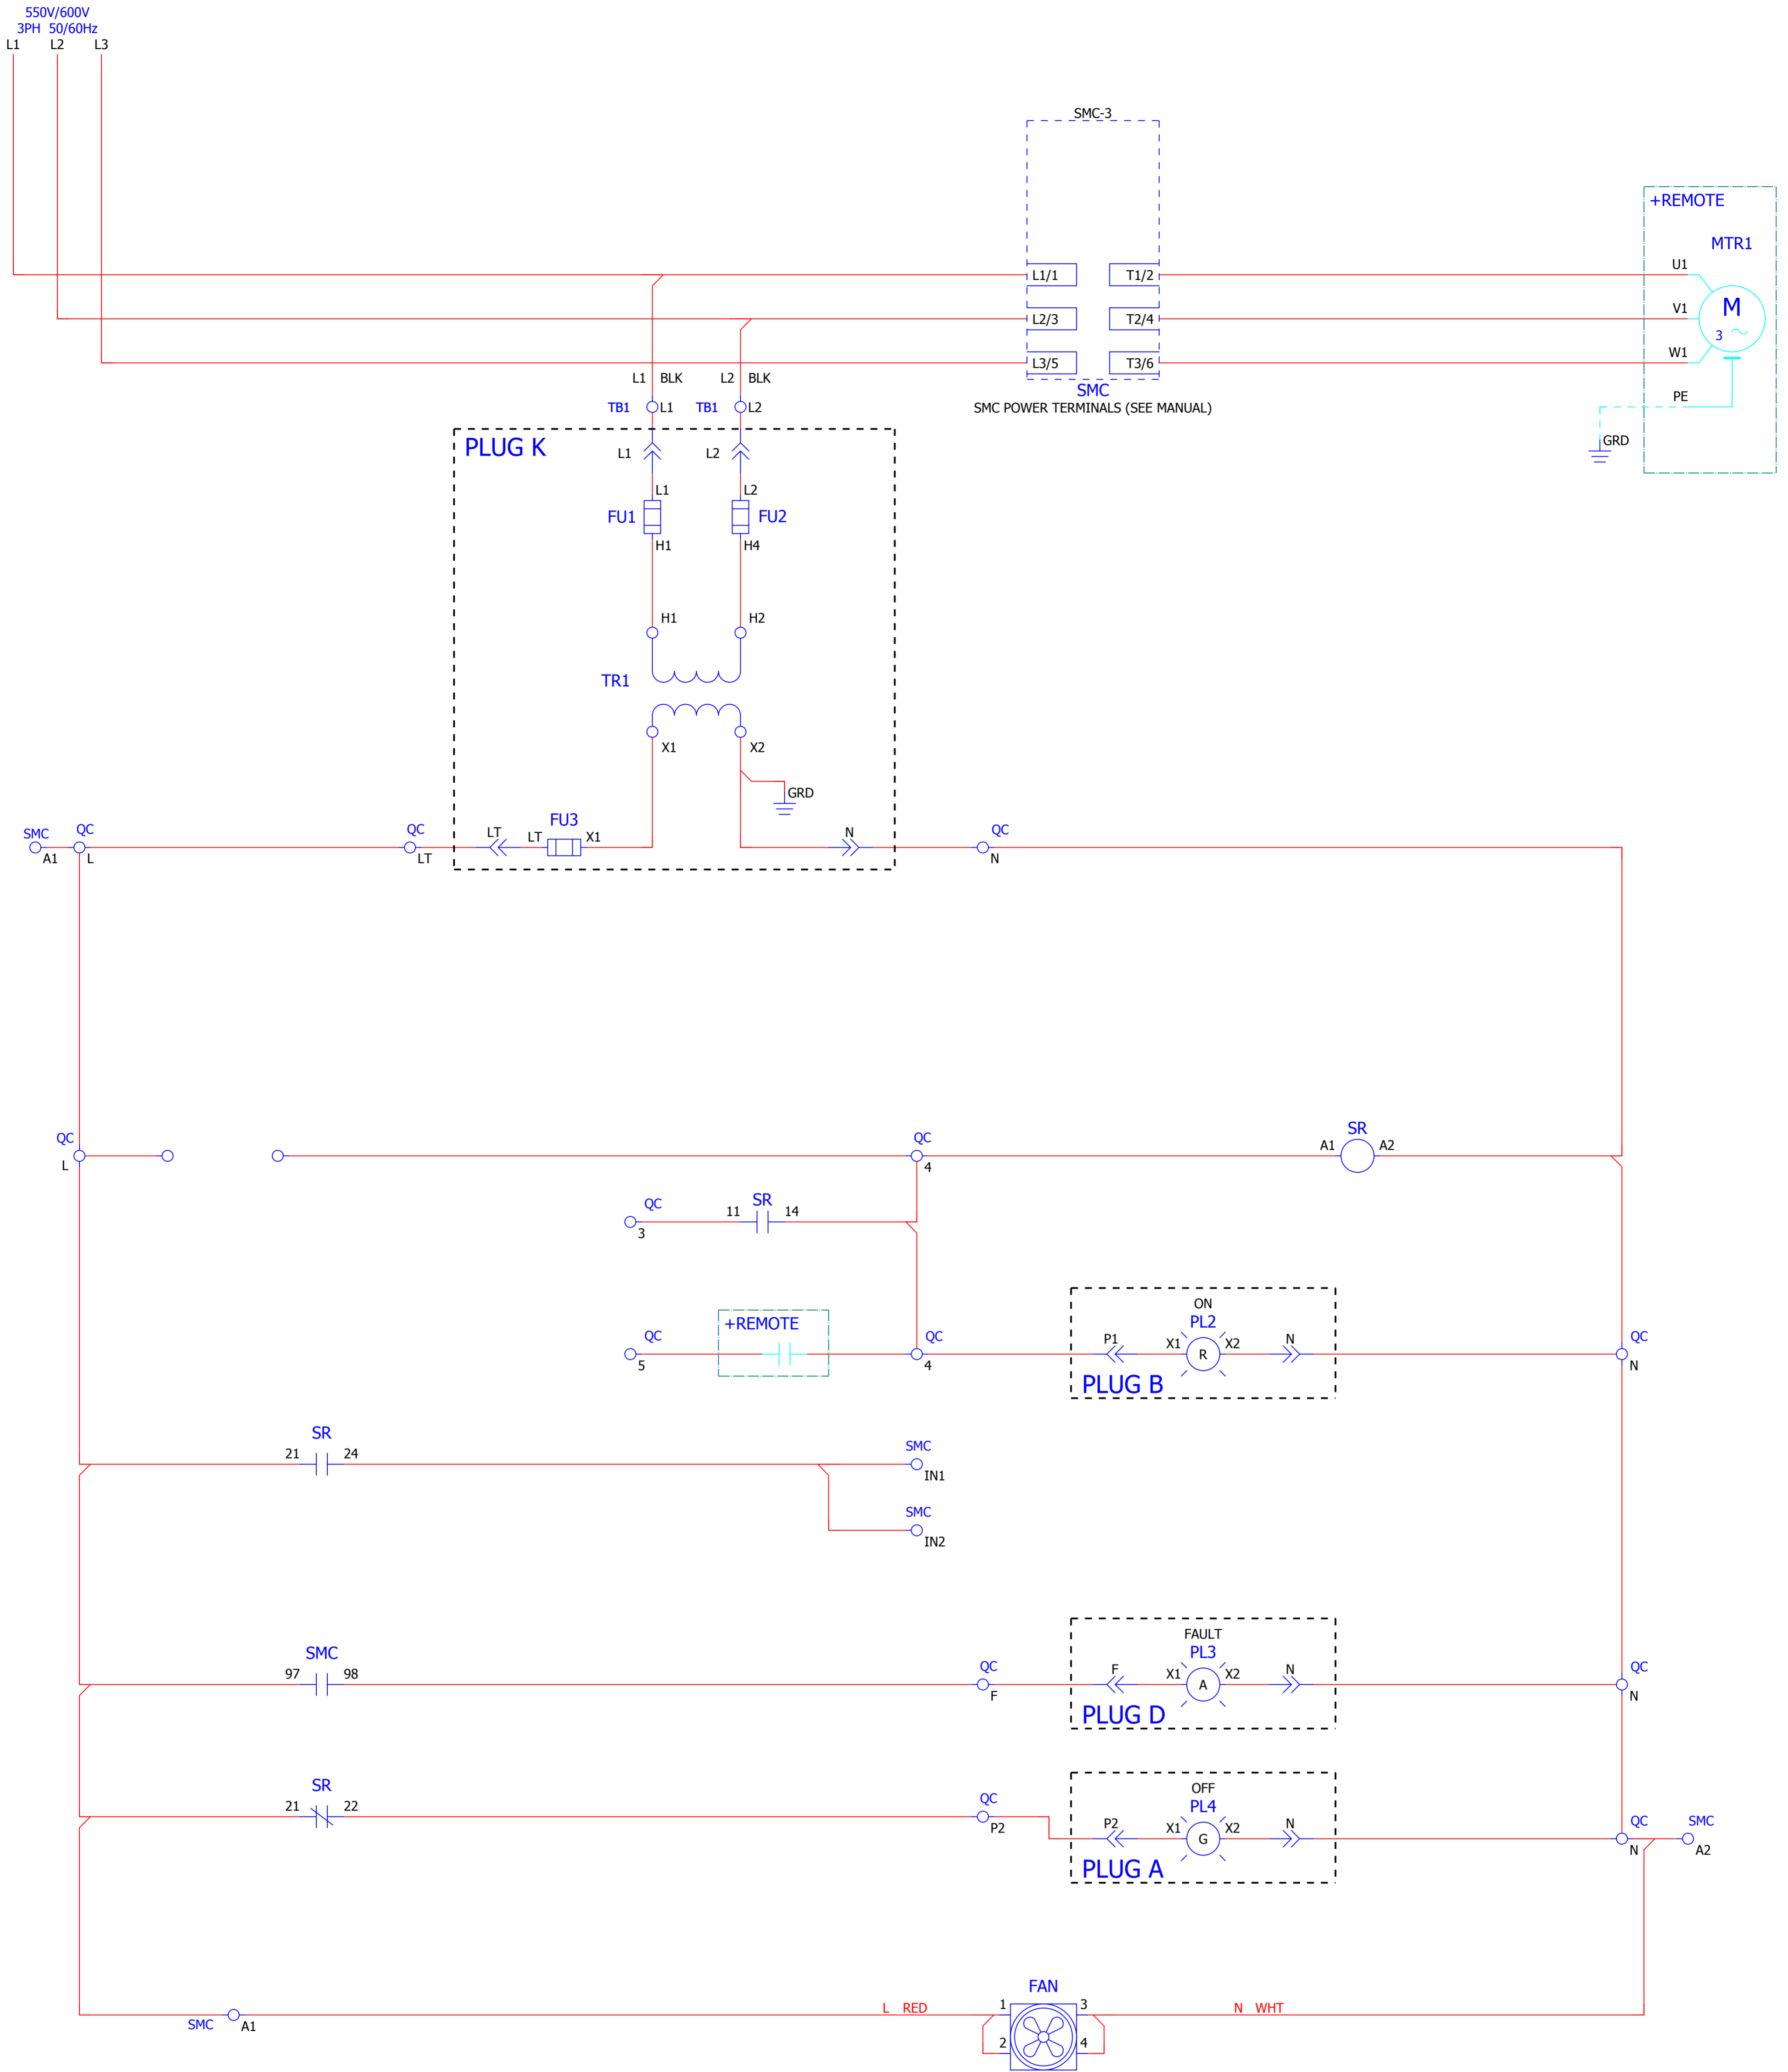 550V/600V
3PH 50/60Hz
L1 L2 L3
SMC-3
+REMOTE
MTR1
L1/1 T1/2 U1
M
3
L2/3 T2/4 V1
L3/5 T3/6 W1
SMC
SMC POWER TERMINALS (SEE MANUAL)
PE
GRD
L1 BLK L2 BLK
TB1 L1 TB1 L2
PLUG K
L1 L2
L1 L2
FU1 FU2
H1 H4
H1 H2
TR1
X1 X2
GRD
SMC QC QC LT LT FU3 X1 N QC
A1 L LT N
QC QC SR
L 4 A1 A2
QC 11 SR 14
3
+REMOTE
QC QC
5 4
ON
PL2
P1 X1 R X2 N
PLUG B
QC
N
SR
21 24
SMC
IN1
SMC
IN2
SMC
97 98
QC
F
FAULT
PL3
F X1 A X2 N
PLUG D
QC
N
SR
21 22
QC
P2
OFF
PL4
P2 X1 G X2 N
PLUG A
QC SMC
N A2
FAN
SMC A1
L RED 1 3 N WHT
2 4